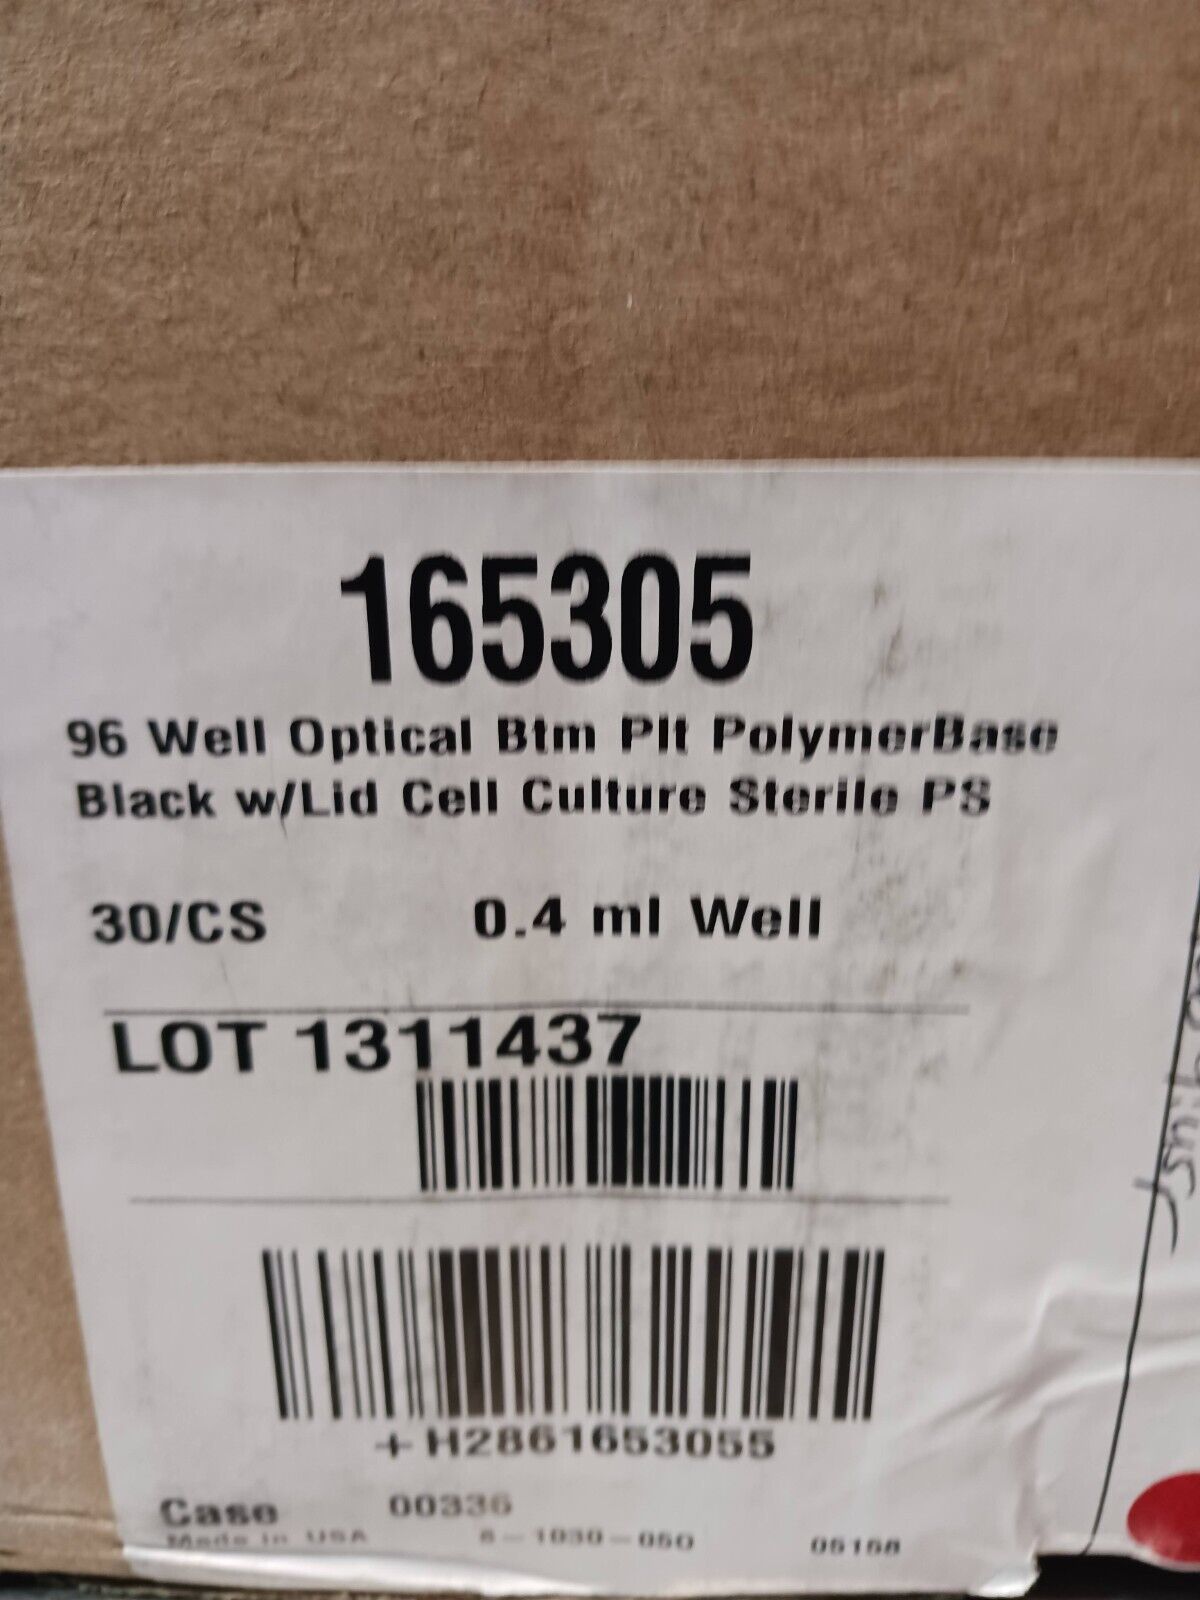 165305
96 Well Optical Btm Plt PolymerBase
Black w/Lid Cell Culture Sterile PS
30/CS 0.4 ml Well
LOT 1311437
+H2861653055
Case 00336
Made in USA 6-1030-050 05158